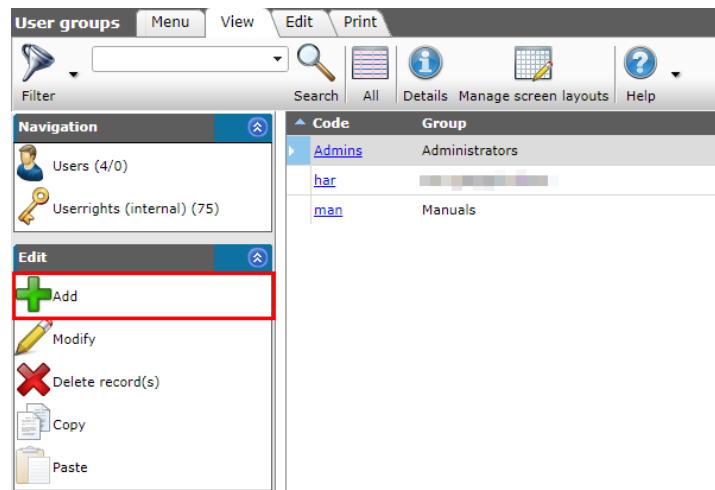 User groups Menu View Edit Print
Filter Search All Details Manage screen layouts Help
Navigation
Users (4/0)
Userrights (internal) (75)
Edit
Add
Modify
Delete record(s)
Copy
Paste
Code Group
Admins Administrators
har
man Manuals